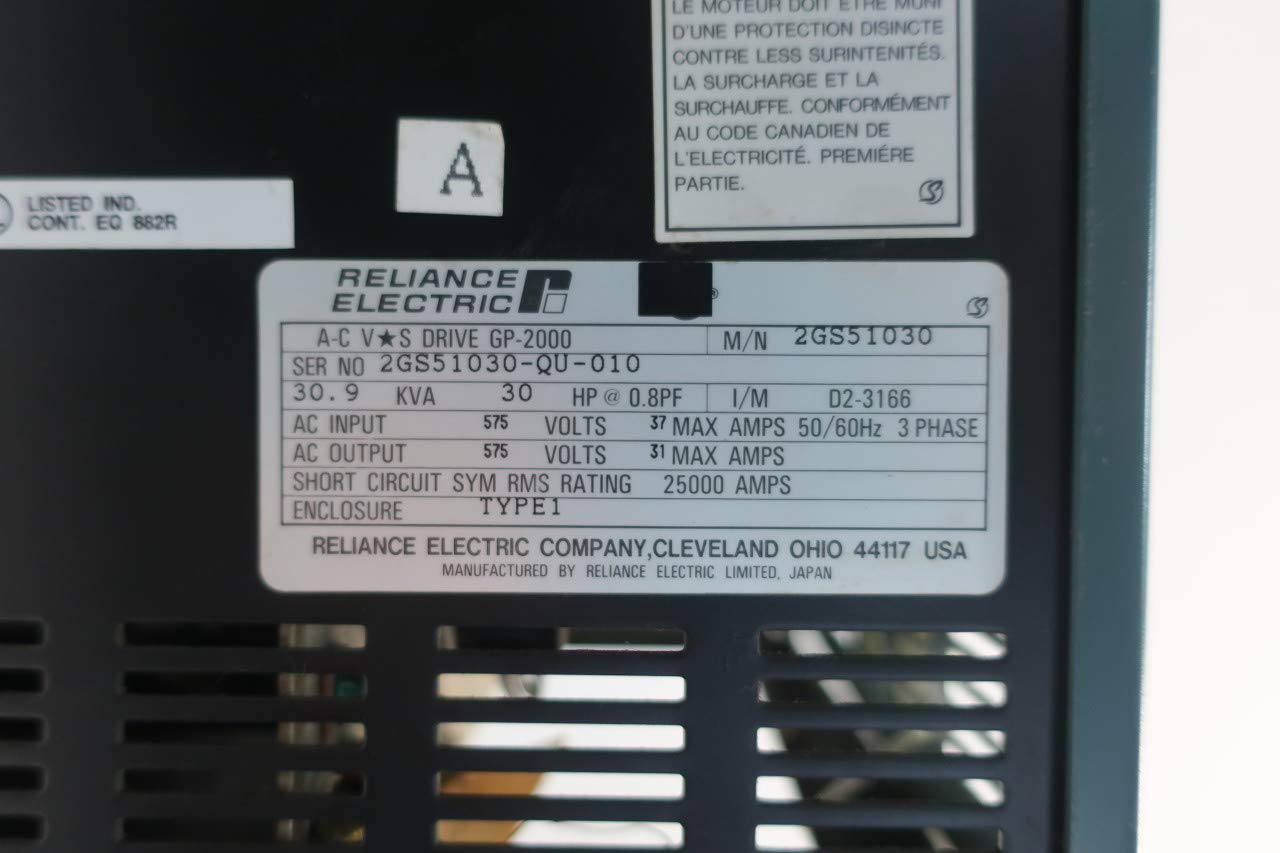 LE MOTEUR DOIT ETRE MUNI
D'UNE PROTECTION DISINCTE
CONTRE LESS SURINTENITÉS.
LA SURCHARGE ET LA
SURCHAUFFE. CONFORMÉMENT
AU CODE CANADIEN DE
L'ELECTRICITÉ. PREMIÉRE
PARTIE.
A
LISTED IND.
CONT. EQ 882R
RELIANCE
ELECTRIC
®
A-C V★S DRIVE GP-2000 M/N 2GS51030
SER NO 2GS51030-QU-010
30.9 KVA 30 HP @ 0.8PF I/M D2-3166
AC INPUT 575 VOLTS 37 MAX AMPS 50/60Hz 3 PHASE
AC OUTPUT 575 VOLTS 31 MAX AMPS
SHORT CIRCUIT SYM RMS RATING 25000 AMPS
ENCLOSURE TYPE1
RELIANCE ELECTRIC COMPANY,CLEVELAND OHIO 44117 USA
MANUFACTURED BY RELIANCE ELECTRIC LIMITED, JAPAN